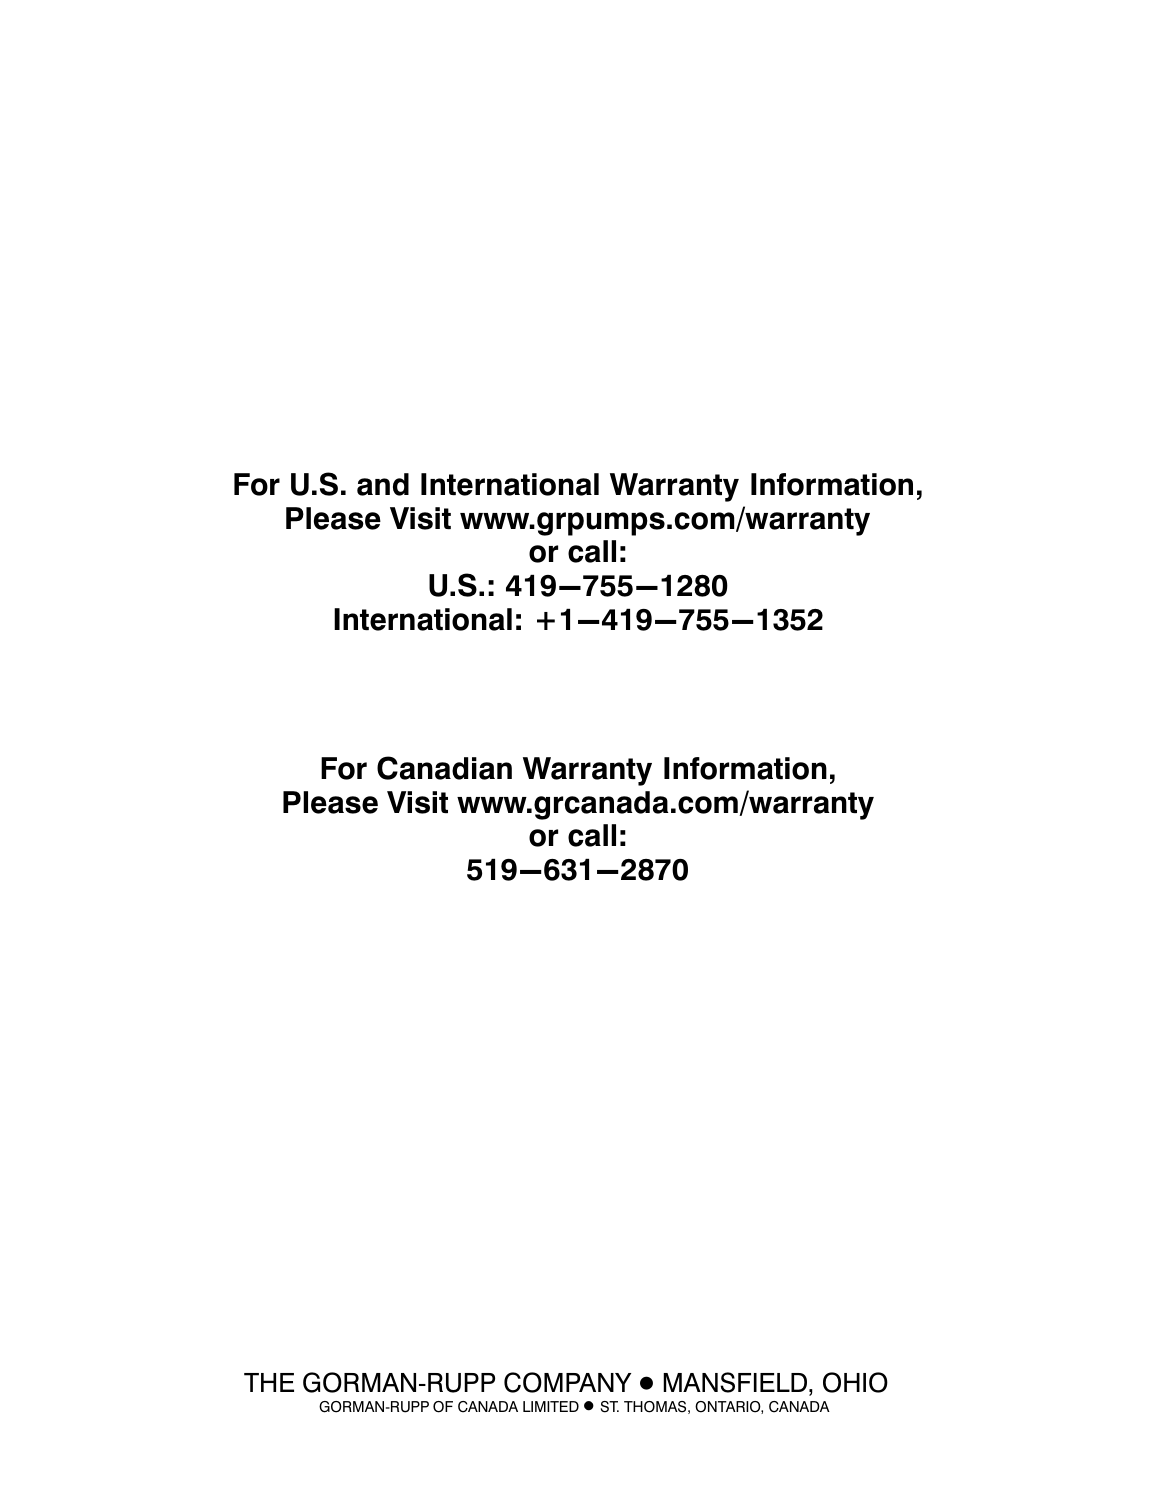 For U.S. and International Warranty Information,
Please Visit www.grpumps.com/warranty
or call:
U.S.: 419—755—1280
International: +1—419—755—1352
For Canadian Warranty Information,
Please Visit www.grcanada.com/warranty
or call:
519—631—2870
THE GORMAN-RUPP COMPANY ● MANSFIELD, OHIO
GORMAN-RUPP OF CANADA LIMITED ● ST. THOMAS, ONTARIO, CANADA